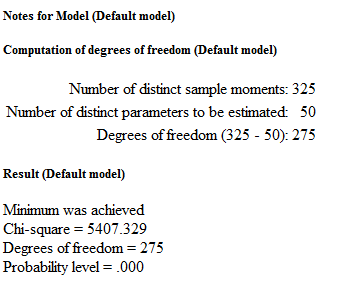 Notes for Model (Default model)
Computation of degrees of freedom (Default model)
Number of distinct sample moments: 325
Number of distinct parameters to be estimated: 50
Degrees of freedom (325 - 50): 275
Result (Default model)
Minimum was achieved
Chi-square = 5407.329
Degrees of freedom = 275
Probability level = .000